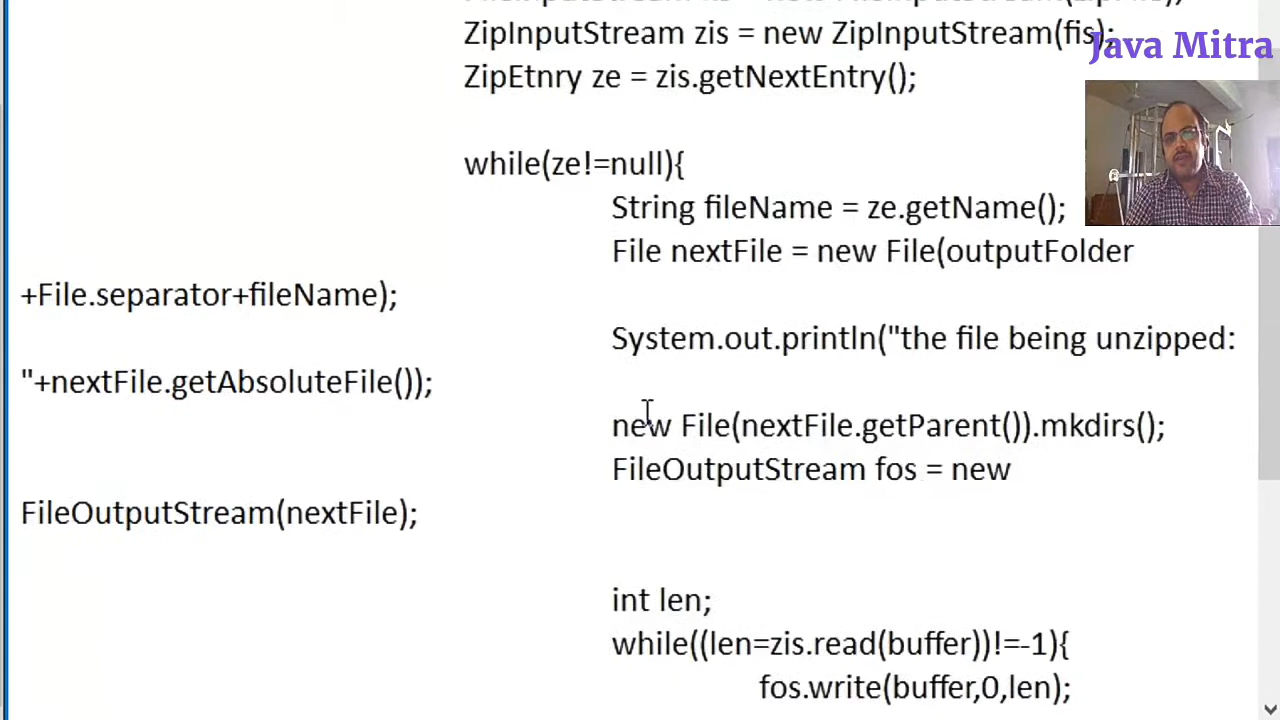 ZipInputStream zis = new ZipInputStream(fis);
Java Mitra
ZipEtnry ze = zis.getNextEntry();
while(ze!=null){
String fileName = ze.getName();
File nextFile = new File(outputFolder
+File.separator+fileName);
System.out.println("the file being unzipped:
"+nextFile.getAbsoluteFile());
new File(nextFile.getParent()).mkdirs();
FileOutputStream fos = new
FileOutputStream(nextFile);
int len;
while((len=zis.read(buffer))!=-1){
fos.write(buffer,0,len);